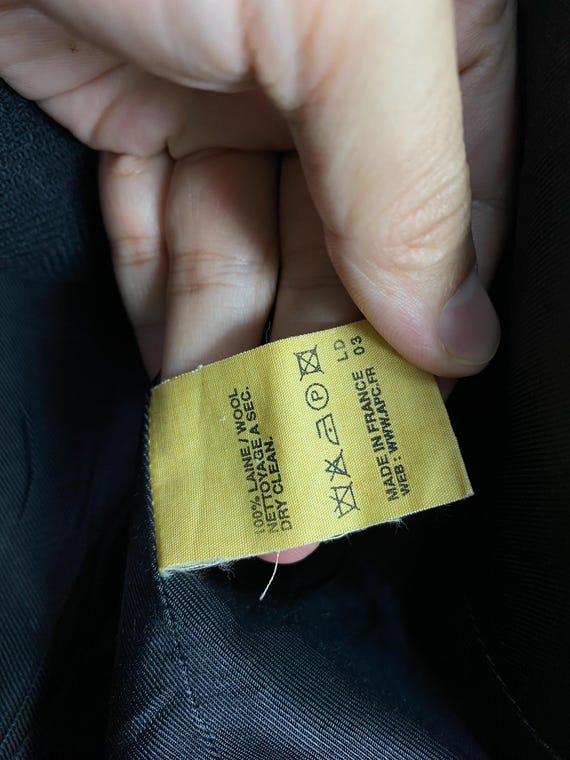 100% LAINE / WOOL
NETTOYAGE A SEC.
DRY CLEAN.
P
LD
03
MADE IN FRANCE
WEB : WWW.APC.FR